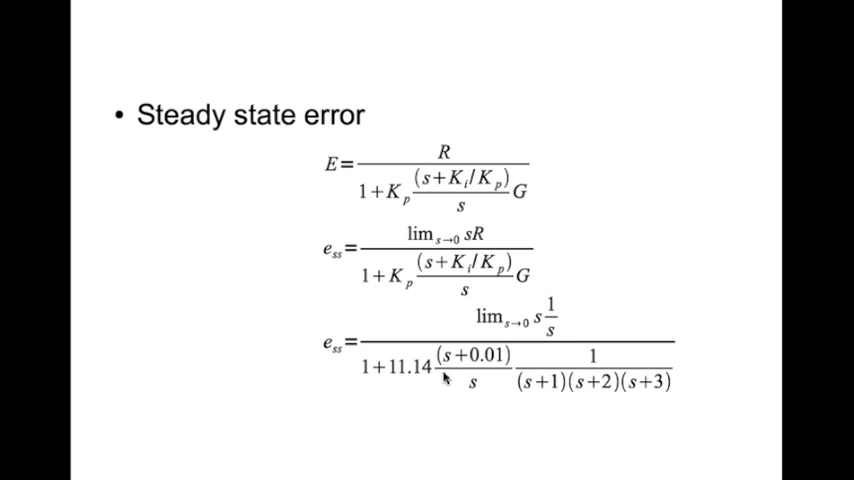 • Steady state error
E = R / (1 + K_p (s + K_i / K_p) / s G)
e_ss = lim_{s→0} sR / (1 + K_p (s + K_i / K_p) / s G)
e_ss = lim_{s→0} s 1/s / (1 + 11.14 (s + 0.01) / s 1 / ((s+1)(s+2)(s+3)))